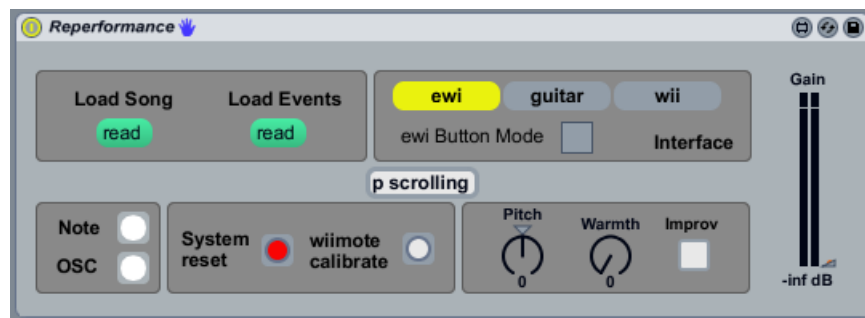 Reperformance
Load Song Load Events
read read
ewi guitar wii
ewi Button Mode
Interface
Gain
p scrolling
Note
OSC
System
reset
wiimote
calibrate
Pitch Warmth Improv
0 0
-inf dB